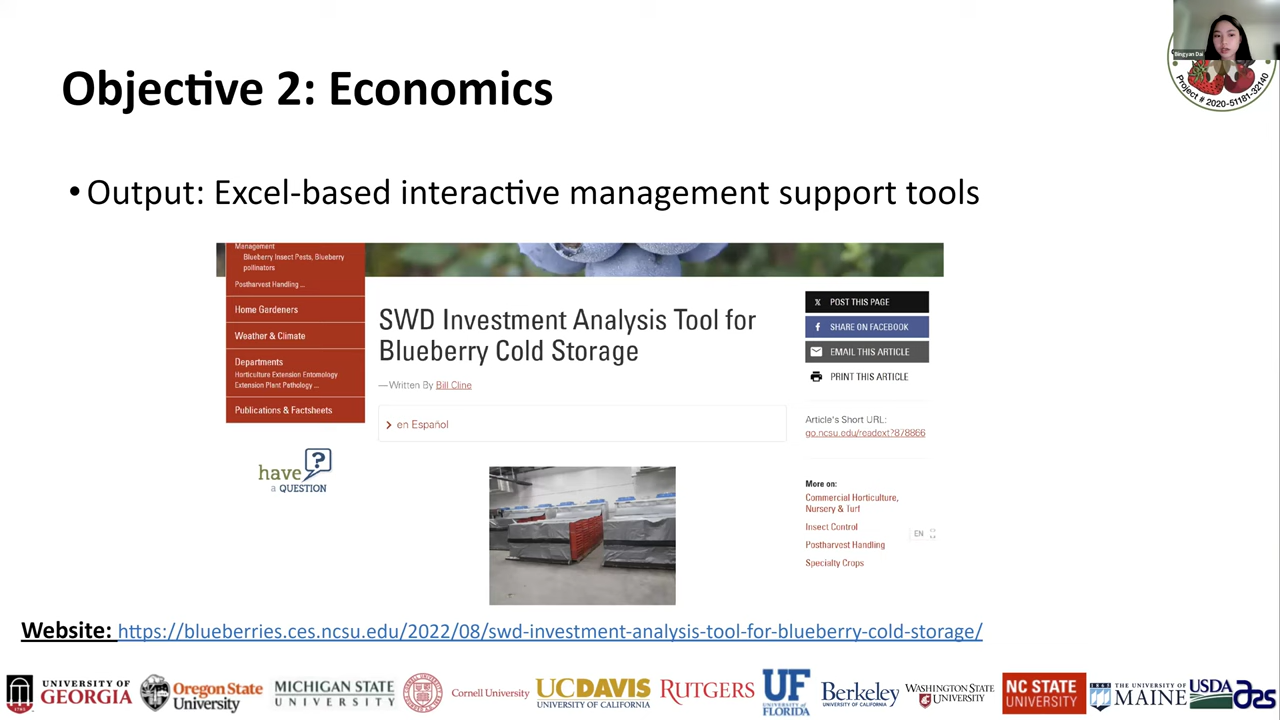 Bingyan Dai
Project # 2020-51181-32140
Objective 2: Economics
• Output: Excel-based interactive management support tools
Management
Blueberry Insect Pests, Blueberry
pollinators
Postharvest Handling ...
Home Gardeners
Weather & Climate
Departments
Horticulture Extension Entomology
Extension Plant Pathology ...
Publications & Factsheets
have
a QUESTION
?
SWD Investment Analysis Tool for
Blueberry Cold Storage
— Written By Bill Cline
en Español
POST THIS PAGE
SHARE ON FACEBOOK
EMAIL THIS ARTICLE
PRINT THIS ARTICLE
Article's Short URL:
go.ncsu.edu/readext?878866
More on:
Commercial Horticulture,
Nursery & Turf
Insect Control
EN
Postharvest Handling
Specialty Crops
Website: https://blueberries.ces.ncsu.edu/2022/08/swd-investment-analysis-tool-for-blueberry-cold-storage/
UNIVERSITY OF
GEORGIA
Oregon State
University
MICHIGAN STATE
UNIVERSITY
Cornell University
UCDAVIS
UNIVERSITY OF CALIFORNIA
RUTGERS
UF
UNIVERSITY of
FLORIDA
Berkeley
UNIVERSITY OF CALIFORNIA
WASHINGTON STATE
UNIVERSITY
NC STATE
UNIVERSITY
1865
THE UNIVERSITY OF
MAINE
USDA